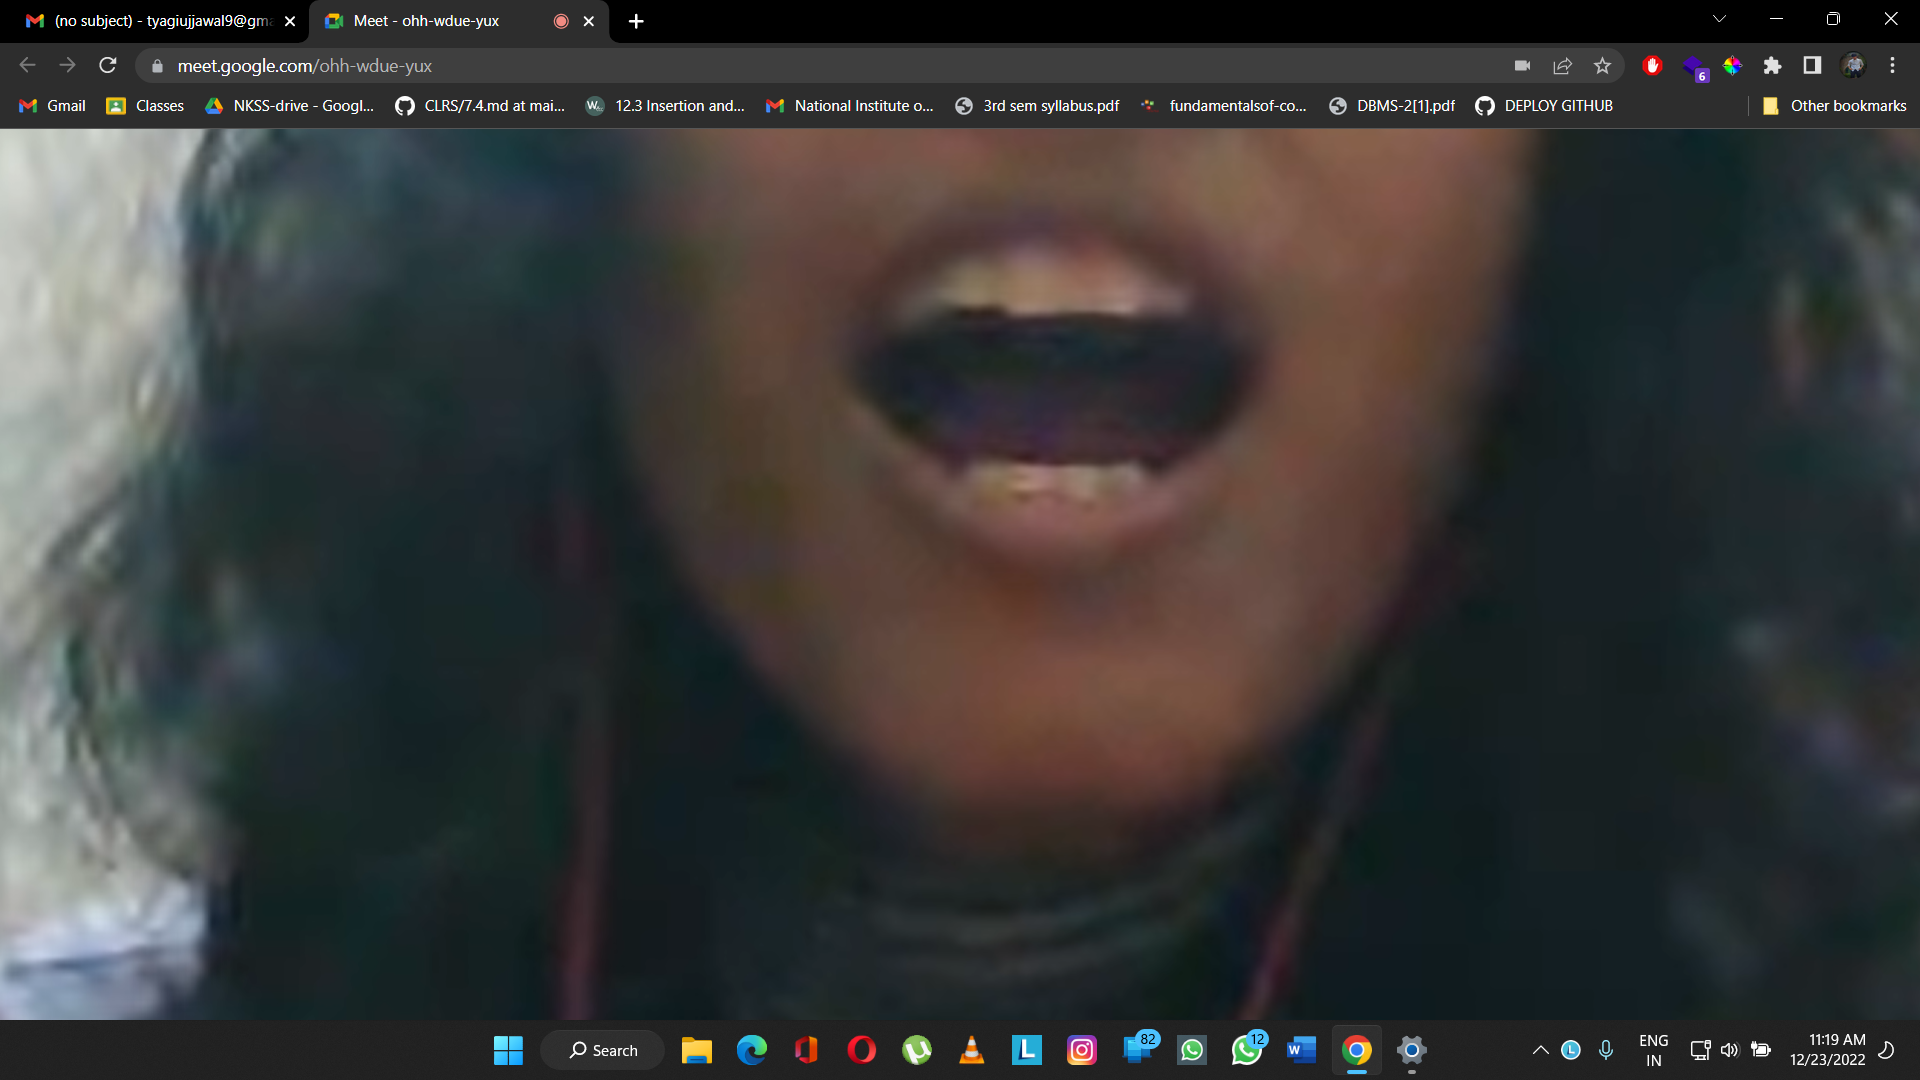 (no subject) - tyagiujjawal9@gma
Meet - ohh-wdue-yux
meet.google.com/ohh-wdue-yux
6
Gmail
Classes
NKSS-drive - Googl...
CLRS/7.4.md at mai...
12.3 Insertion and...
National Institute o...
3rd sem syllabus.pdf
fundamentalsof-co...
DBMS-2[1].pdf
DEPLOY GITHUB
Other bookmarks
Search
82
12
ENG
IN
11:19 AM
12/23/2022